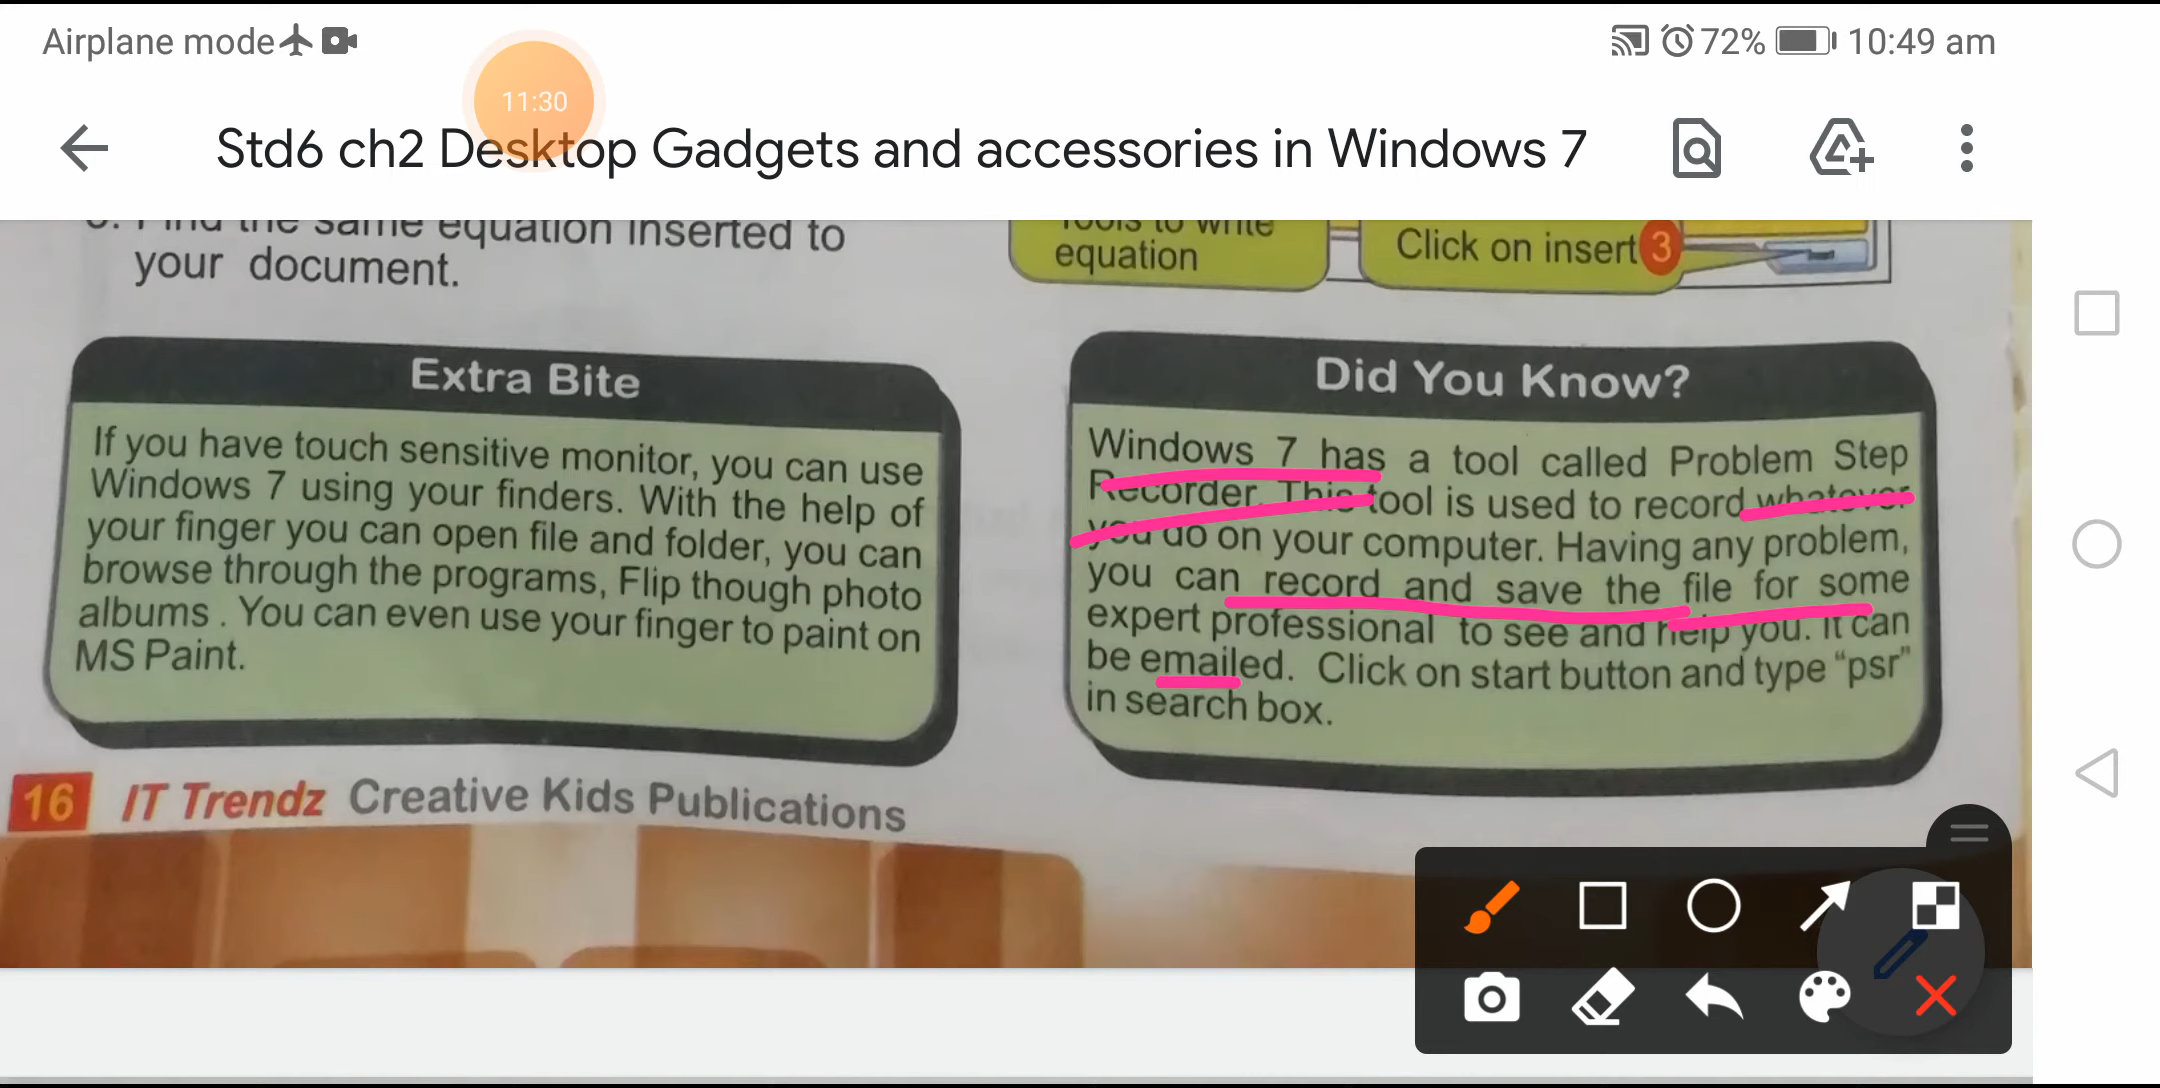 Airplane mode
72% 10:49 am
11:30
Std6 ch2 Desktop Gadgets and accessories in Windows 7
Find the same equation inserted to
your document.
Tools to write
equation
Click on insert 3
Extra Bite
If you have touch sensitive monitor, you can use
Windows 7 using your finders. With the help of
your finger you can open file and folder, you can
browse through the programs, Flip though photo
albums . You can even use your finger to paint on
MS Paint.
Did You Know?
Windows 7 has a tool called Problem Step
Recorder. This tool is used to record whatever
you do on your computer. Having any problem,
you can record and save the file for some
expert professional to see and help you. It can
be emailed. Click on start button and type “psr”
in search box.
16 IT Trendz Creative Kids Publications